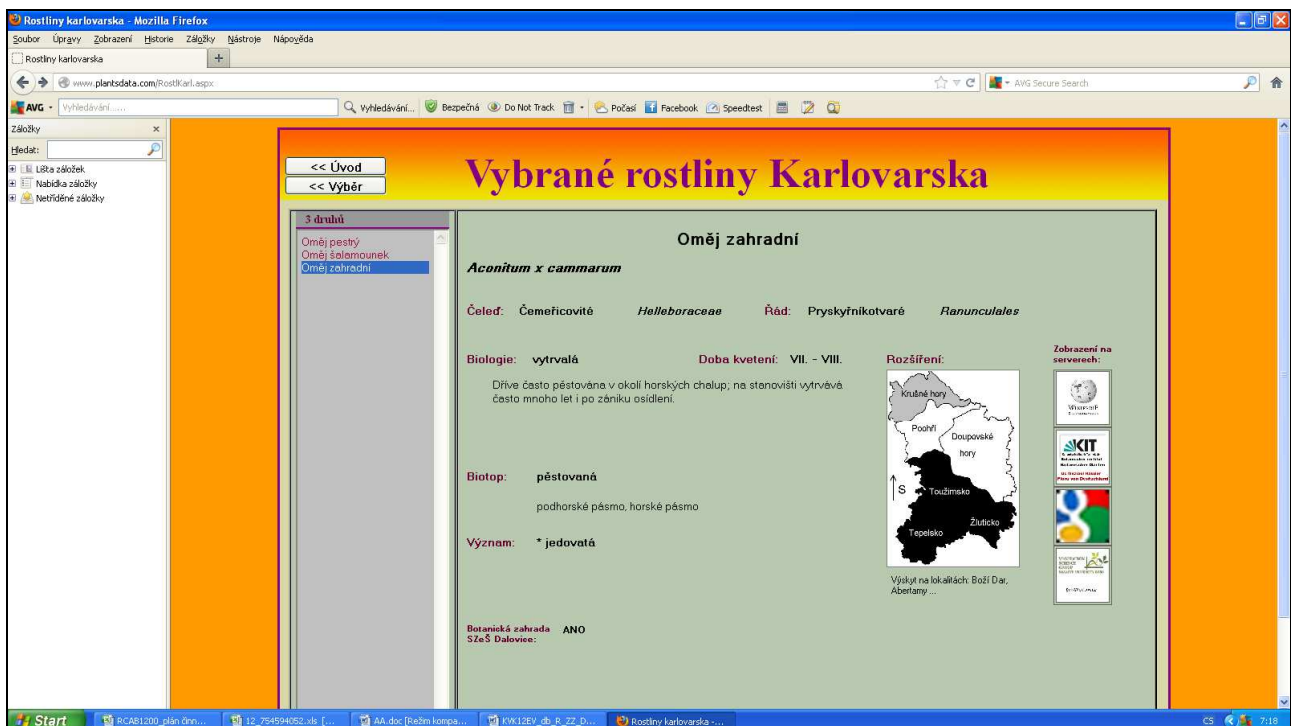 Rostliny karlovarska - Mozilla Firefox
Soubor Úpravy Zobrazení Historie Záložky Nástroje Nápověda
Rostliny karlovarska +
www.plantsdata.com/RostlKarl.aspx
AVG Secure Search
AVG Vyhledávání...... Vyhledávání... Bezpečná Do Not Track Počasí Facebook Speedtest
Záložky ×
Hledat:
Lišta záložek
Nabídka záložky
Netříděné záložky
<< Úvod
<< Výběr
Vybrané rostliny Karlovarska
3 druhů
Oměj pestrý
Oměj šalamounek
Oměj zahradní
Oměj zahradní
Aconitum x cammarum
Čeleď: Čemeřicovité Helleboraceae Řád: Pryskyřníkotvaré Ranunculales
Biologie: vytrvalá Doba kvetení: VII. - VIII. Rozšíření:
Dříve často pěstována v okolí horských chalup; na stanovišti vytrvává
často mnoho let i po zániku osídlení.
Biotop: pěstovaná
podhorské pásmo, horské pásmo
Význam: * jedovatá
Botanická zahrada ANO
SZeŠ Dalovice:
Krušné hory
Poohří
Doupovské
hory
S
Toužimsko
Žluticko
Tepelsko
Výskyt na lokalitách: Boží Dar,
Abertamy ...
Zobrazení na
serverech:
KIT
Start RCAB1200_plán činn... 12_754594052.xls [... AA.doc [Režim kompa... KVK12EV_db_R_ZZ_D... Rostliny karlovarska -... CS 7:18